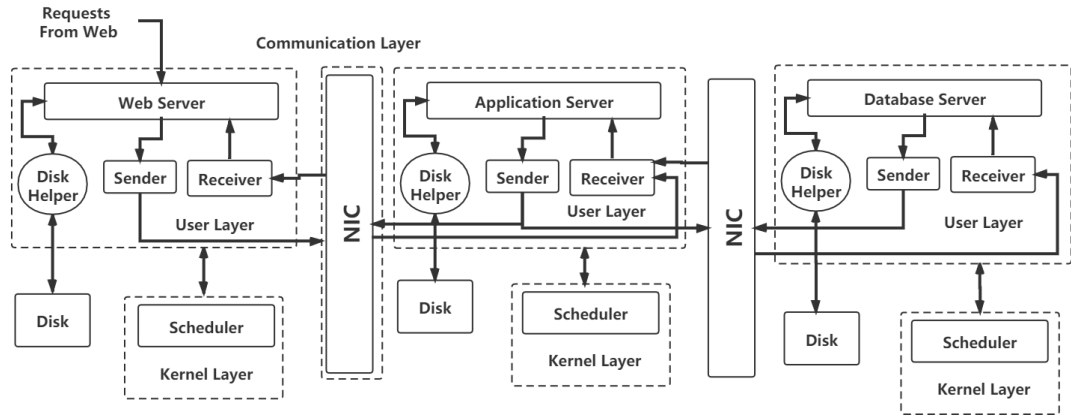 Requests
From Web
Communication Layer
Web Server
Disk
Helper
Sender
Receiver
User Layer
Disk
Scheduler
Kernel Layer
NIC
Application Server
Disk
Helper
Sender
Receiver
User Layer
Disk
Scheduler
Kernel Layer
NIC
Database Server
Disk
Helper
Sender
Receiver
User Layer
Disk
Scheduler
Kernel Layer